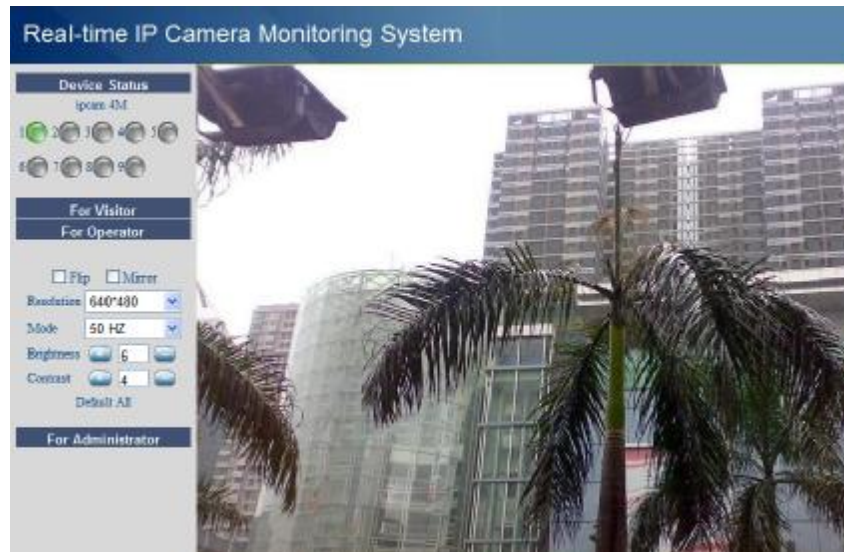 Real-time IP Camera Monitoring System
Device Status
ipcam 4M
1 2 3 4 5
6 7 8 9
For Visitor
For Operator
Flip Mirror
Resolution 640*480
Mode 50 HZ
Brightness 6
Contrast 4
Default All
For Administrator